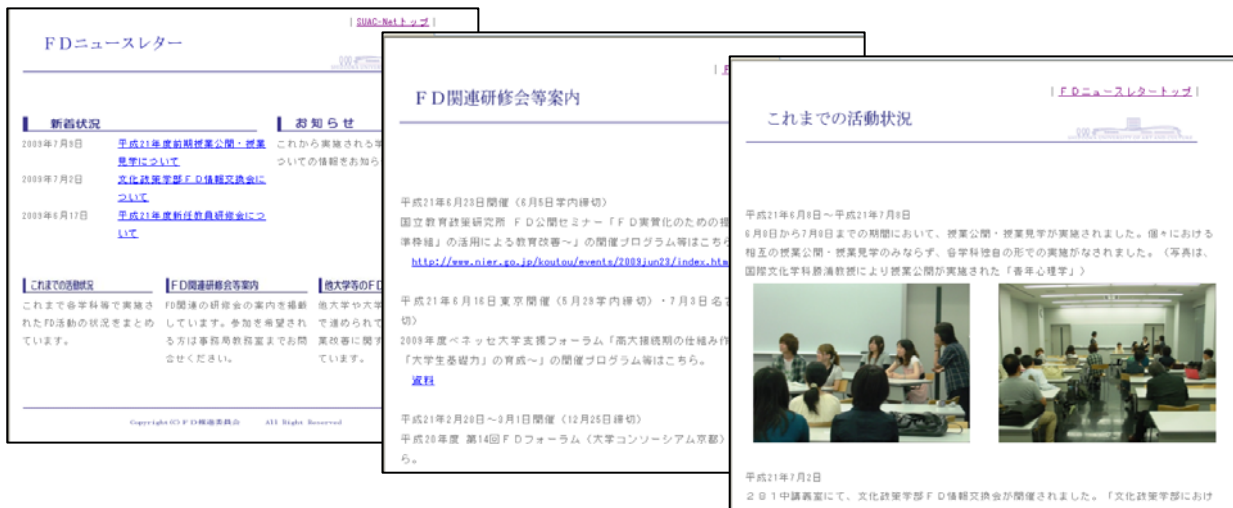 | SUAC-Netトップ |
ＦＤニュースレター
新着状況
お知らせ
2009年7月9日 平成21年度前期授業公開・授業見学について
これから実施される学
ついての情報をお知ら
2009年7月2日 文化政策学部ＦＤ情報交換会について
2009年6月17日 平成21年度新任教員研修会について
これまでの活動状況
これまで各学科等で実施さ
れたFD活動の状況をまとめ
ています。
FD関連研修会等案内
FD関連の研修会の案内を掲載
しています。参加を希望され
る方は事務局教務室までお問
合せください。
他大学等のＦＤ
他大学や大学
で進められて
業改善に関す
ています。
Copyright(C)ＦＤ推進委員会 All Right Reserved
ＦＤ関連研修会等案内
平成21年6月23日開催（6月5日学内締切）
国立教育政策研究所 ＦＤ公開セミナー「ＦＤ実質化のための提
準枠組」の活用による教育改善～」の開催プログラム等はこちら
http://www.nier.go.jp/koutou/events/2009jun23/index.htm
平成21年6月16日東京開催（5月29学内締切）・7月3日名古
切）
2009年度ベネッセ大学支援フォーラム「高大接続期の仕組み作
「大学生基礎力」の育成～」の開催プログラム等はこちら。
資料
平成21年2月20日～3月1日開催（12月25日締切）
平成20年度 第14回ＦＤフォーラム（大学コンソーシアム京都）
ら。
| ＦＤニュースレタートップ |
これまでの活動状況
平成21年6月8日～平成21年7月8日
6月8日から7月8日までの期間において、授業公開・授業見学が実施されました。個々における
相互の授業公開・授業見学のみならず、各学科独自の形での実施がなされました。（写真は、
国際文化学科勝浦教授により授業公開が実施された「青年心理学」）
平成21年7月2日
２８１中講義室にて、文化政策学部ＦＤ情報交換会が開催されました。「文化政策学部におけ